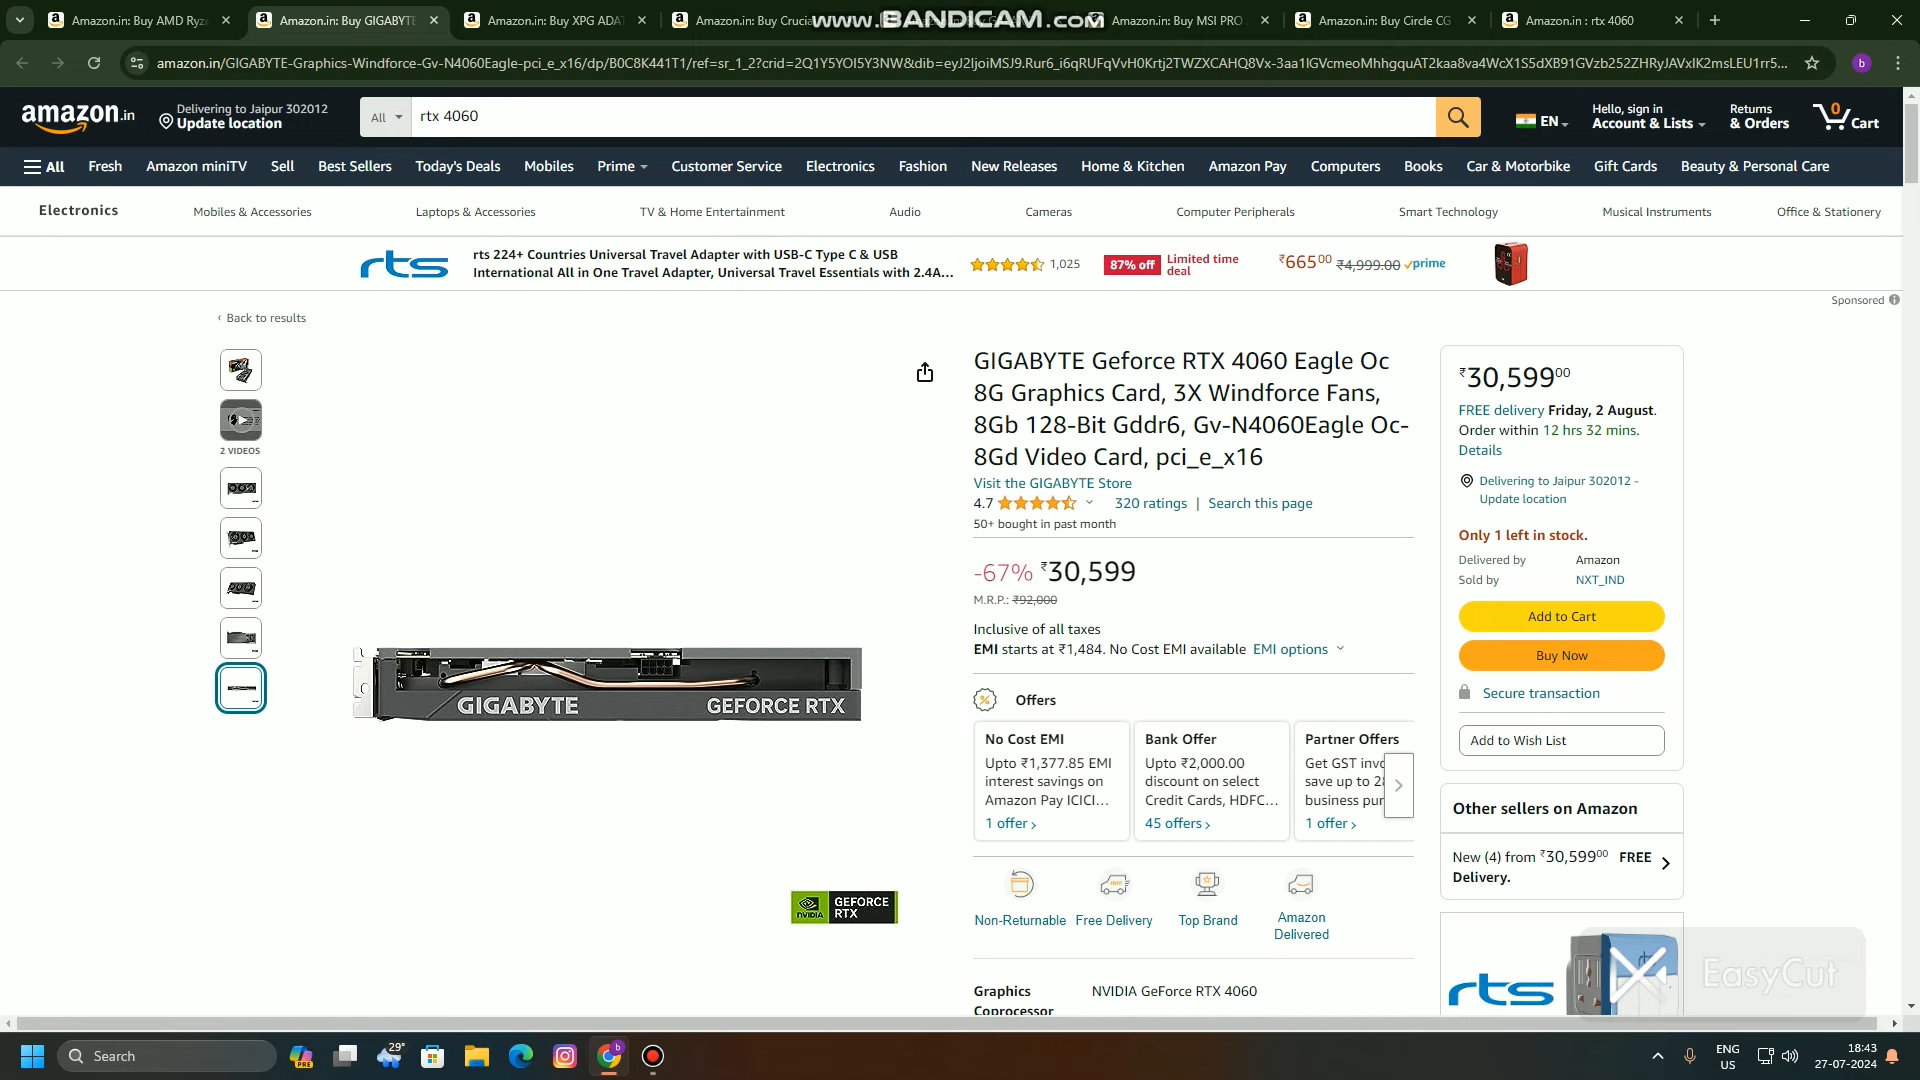 Amazon.in: Buy AMD Ryze
Amazon.in: Buy GIGABYTE
Amazon.in: Buy XPG ADAT
Amazon.in: Buy Crucia
www.BANDICAM.com
Amazon.in: Buy MSI PRO
Amazon.in: Buy Circle CG
Amazon.in : rtx 4060
amazon.in/GIGABYTE-Graphics-Windforce-Gv-N4060Eagle-pci_e_x16/dp/B0C8K441T1/ref=sr_1_2?crid=2Q1Y5YOI5Y3NW&dib=eyJ2IjoiMSJ9.Rur6_i6qRUFqVvH0Krtj2TWZXCAHQ8Vx-3aa1IGVcmeoMhhgquAT2kaa8va4WcX1S5dXB91GVzb252ZHRyJAVxIK2msLEU1rr5...
b
amazon.in
Delivering to Jaipur 302012
Update location
All
rtx 4060
EN
Hello, sign in
Account & Lists
Returns
& Orders
0
Cart
All
Fresh
Amazon miniTV
Sell
Best Sellers
Today's Deals
Mobiles
Prime
Customer Service
Electronics
Fashion
New Releases
Home & Kitchen
Amazon Pay
Computers
Books
Car & Motorbike
Gift Cards
Beauty & Personal Care
Electronics
Mobiles & Accessories
Laptops & Accessories
TV & Home Entertainment
Audio
Cameras
Computer Peripherals
Smart Technology
Musical Instruments
Office & Stationery
rts
rts 224+ Countries Universal Travel Adapter with USB-C Type C & USB
International All in One Travel Adapter, Universal Travel Essentials with 2.4A...
1,025
87% off
Limited time
deal
₹66500
₹4,999.00
prime
Sponsored
‹ Back to results
2 VIDEOS
GIGABYTE
GEFORCE RTX
NVIDIA
GEFORCE
RTX
GIGABYTE Geforce RTX 4060 Eagle Oc
8G Graphics Card, 3X Windforce Fans,
8Gb 128-Bit Gddr6, Gv-N4060Eagle Oc-
8Gd Video Card, pci_e_x16
Visit the GIGABYTE Store
4.7
320 ratings | Search this page
50+ bought in past month
-67% ₹30,599
M.R.P.: ₹92,000
Inclusive of all taxes
EMI starts at ₹1,484. No Cost EMI available EMI options
Offers
No Cost EMI
Upto ₹1,377.85 EMI
interest savings on
Amazon Pay ICICI...
1 offer ›
Bank Offer
Upto ₹2,000.00
discount on select
Credit Cards, HDFC...
45 offers ›
Partner Offers
Get GST invo
save up to 28
business pur
1 offer ›
Non-Returnable
Free Delivery
Top Brand
Amazon
Delivered
Graphics
Coprocessor
NVIDIA GeForce RTX 4060
₹30,59900
FREE delivery Friday, 2 August.
Order within 12 hrs 32 mins.
Details
Delivering to Jaipur 302012 -
Update location
Only 1 left in stock.
Delivered by Amazon
Sold by NXT_IND
Add to Cart
Buy Now
Secure transaction
Add to Wish List
Other sellers on Amazon
New (4) from ₹30,59900 FREE
Delivery.
rts
EasyCut
Search
PRE
29°
b
ENG
US
18:43
27-07-2024